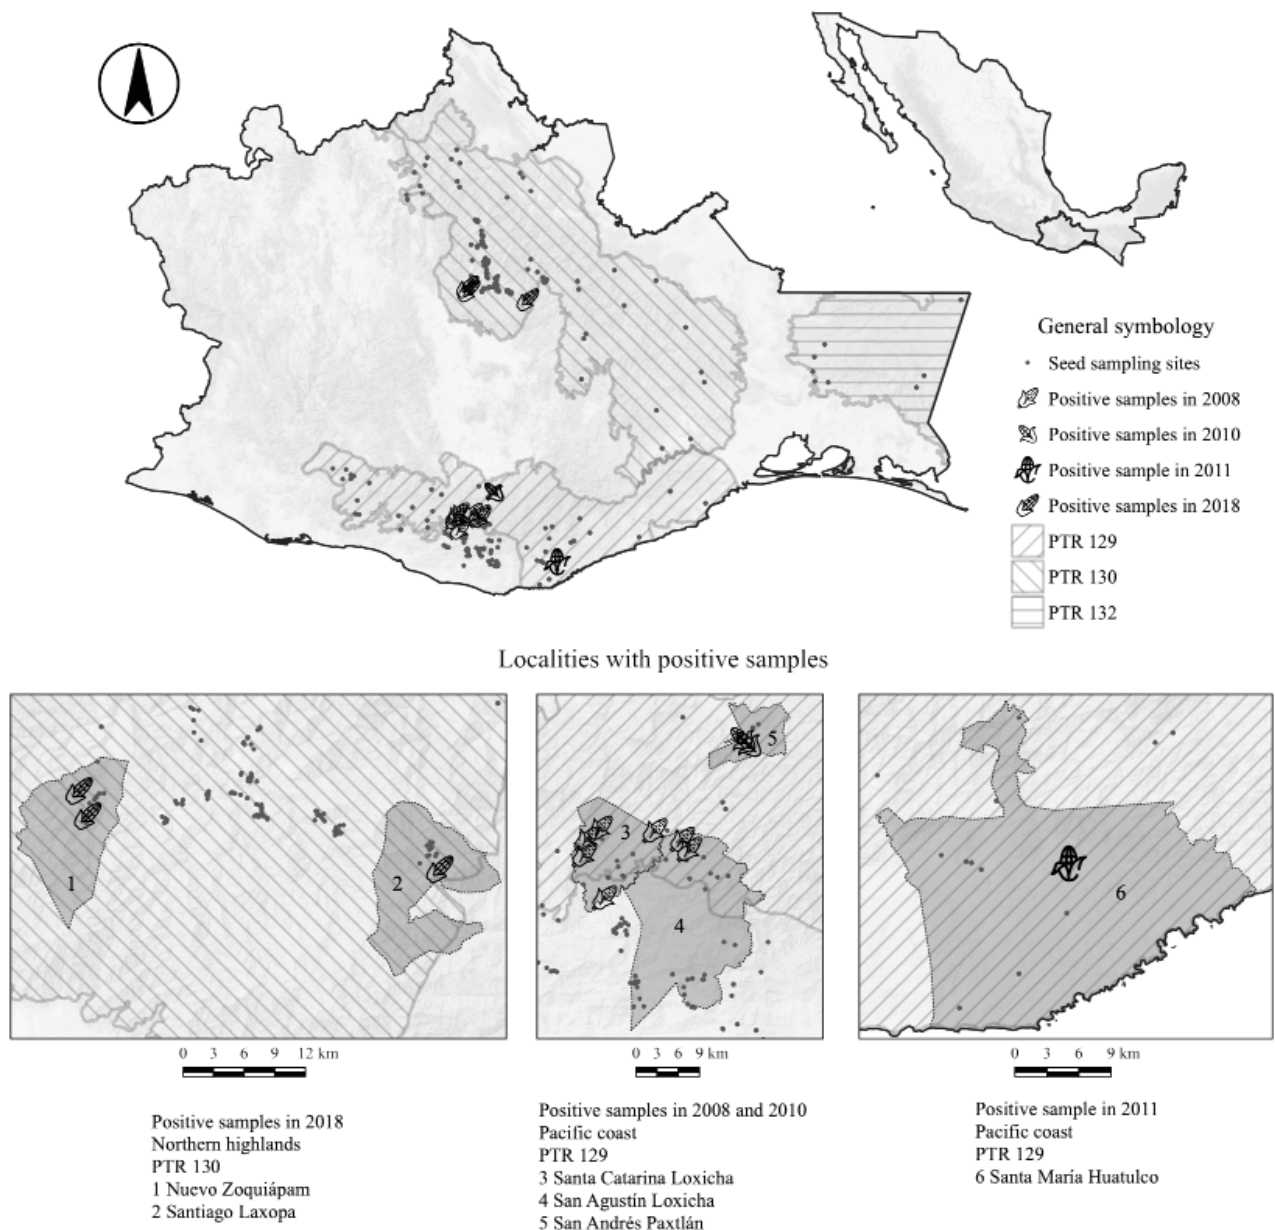 General symbology
Seed sampling sites
Positive samples in 2008
Positive samples in 2010
Positive sample in 2011
Positive samples in 2018
PTR 129
PTR 130
PTR 132
Localities with positive samples
1
2
3
4
5
6
0 3 6 9 12 km
0 3 6 9 km
0 3 6 9 km
Positive samples in 2018
Northern highlands
PTR 130
1 Nuevo Zoquiápam
2 Santiago Laxopa
Positive samples in 2008 and 2010
Pacific coast
PTR 129
3 Santa Catarina Loxicha
4 San Agustín Loxicha
5 San Andrés Paxtlán
Positive sample in 2011
Pacific coast
PTR 129
6 Santa María Huatulco